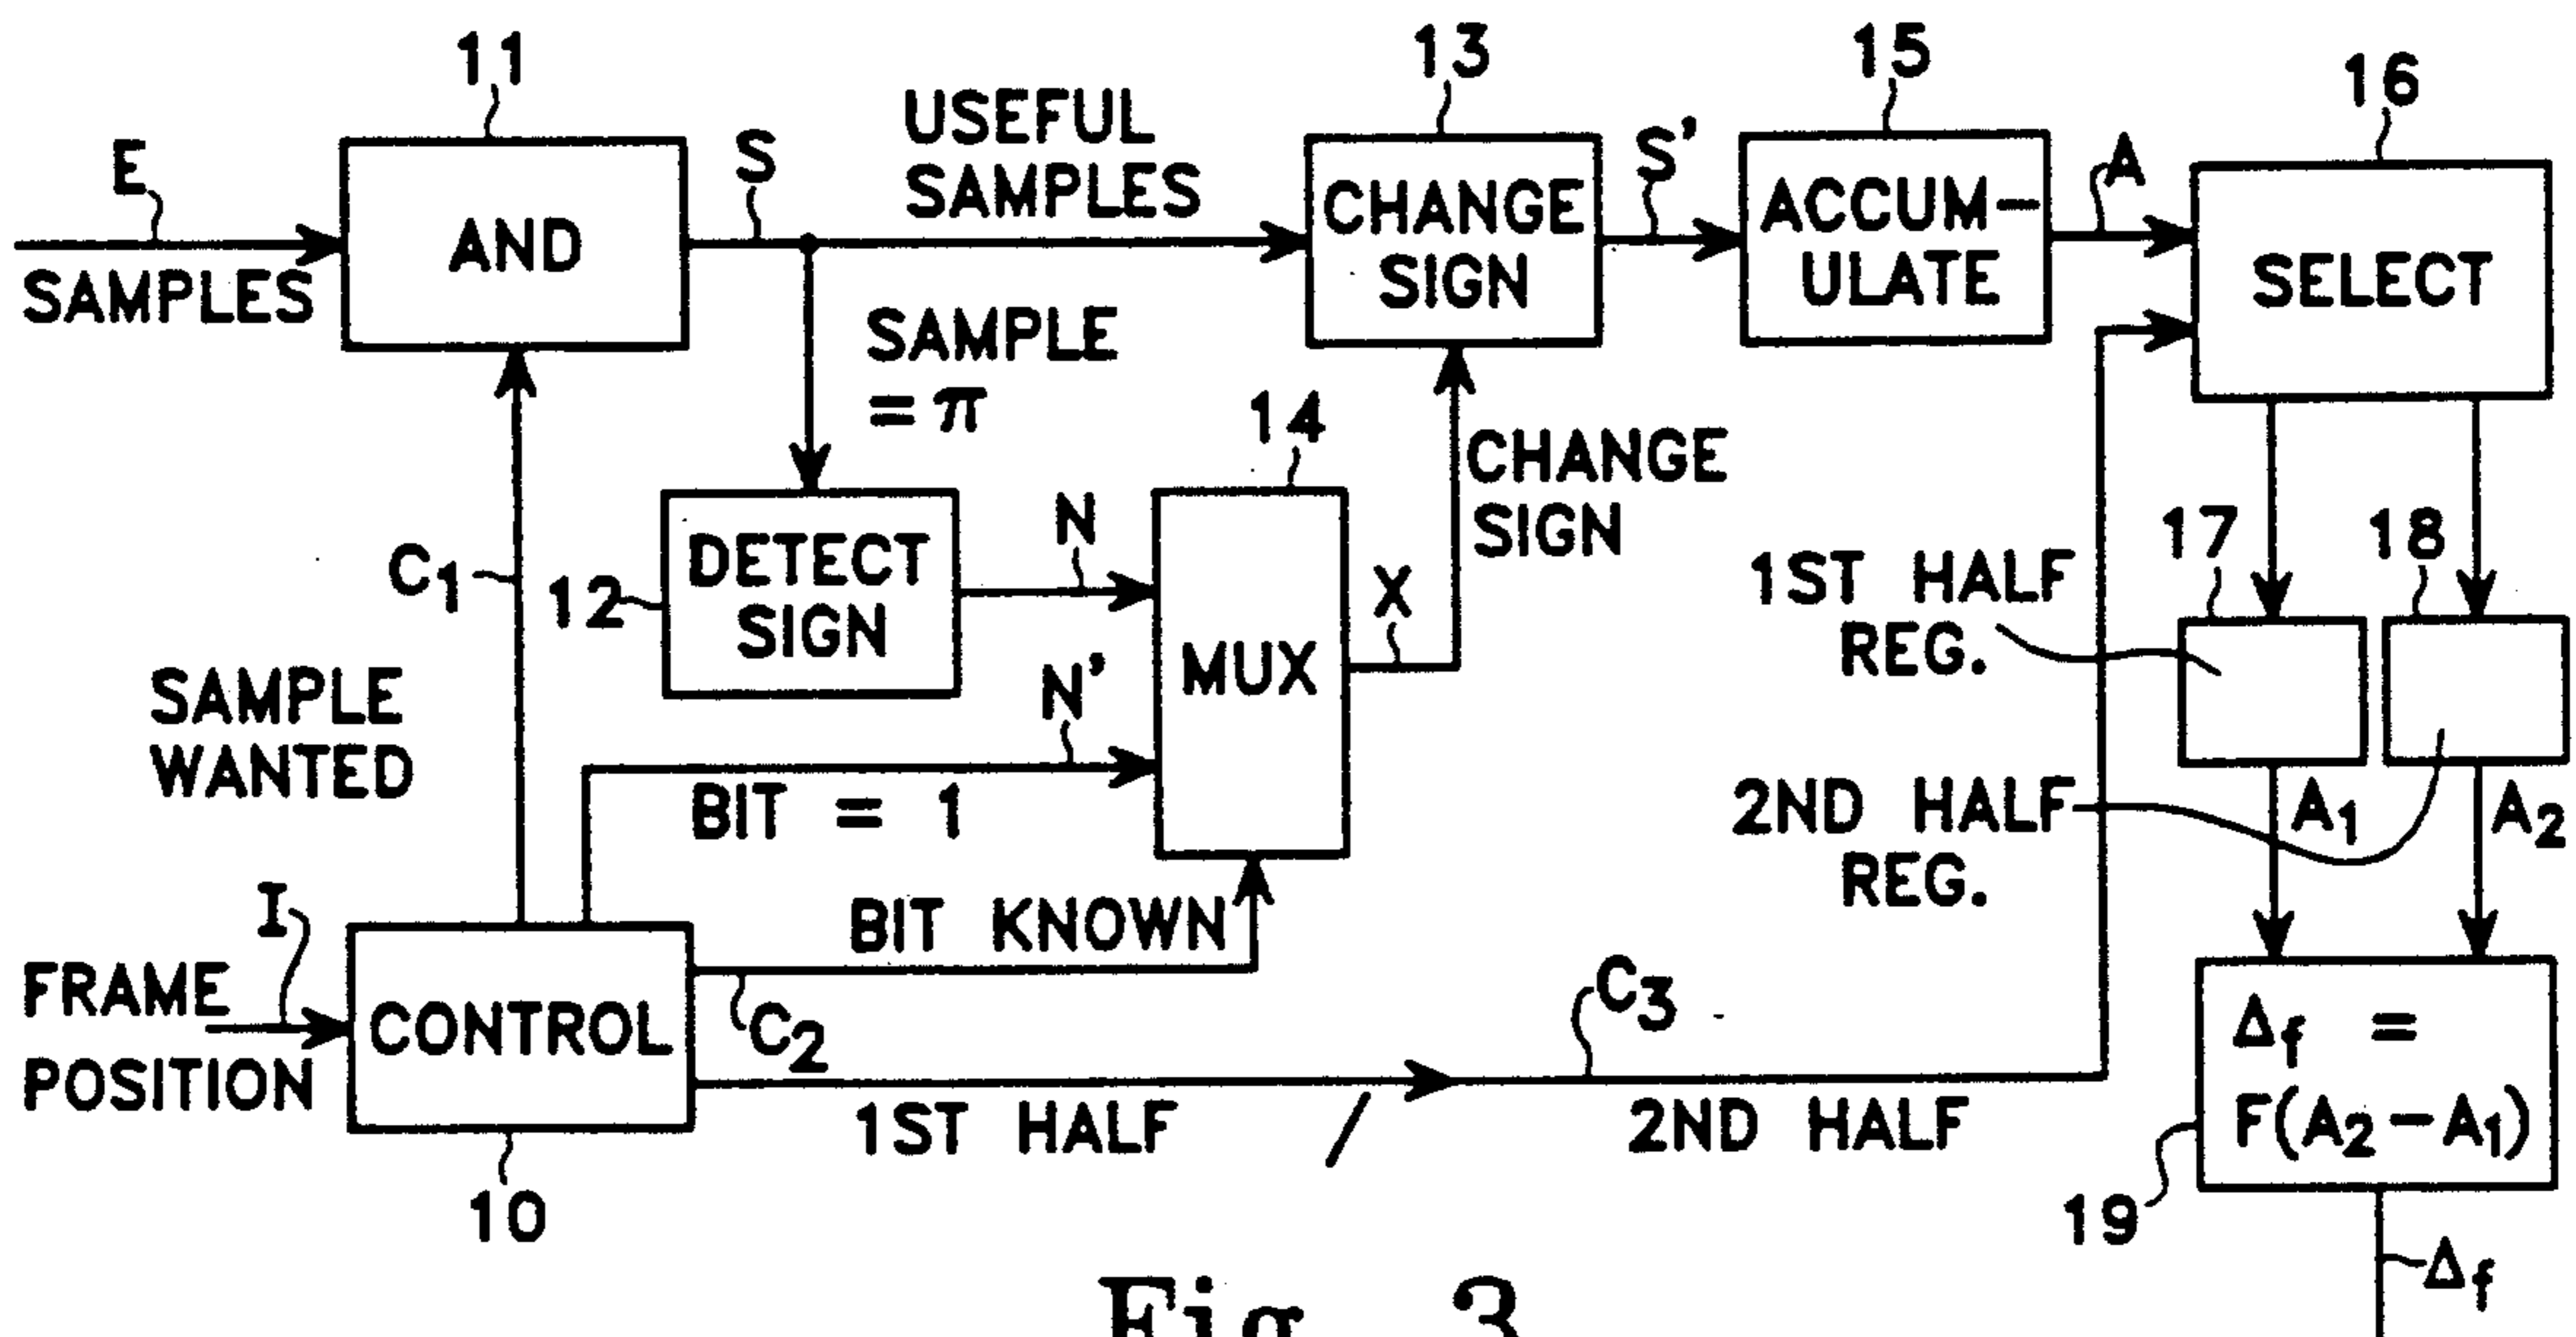 11
13
15
16
E
SAMPLES
AND
S
USEFUL
SAMPLES
CHANGE
SIGN
S'
ACCUM-
ULATE
A
SELECT
SAMPLE
= π
14
CHANGE
SIGN
C1
12
DETECT
SIGN
N
N'
MUX
X
17
18
1ST HALF
REG.
2ND HALF
REG.
A1
A2
SAMPLE
WANTED
BIT = 1
BIT KNOWN
I
FRAME
POSITION
CONTROL
C2
C3
1ST HALF / 2ND HALF
10
Δf =
F(A2-A1)
19
Δf
Fig. 3